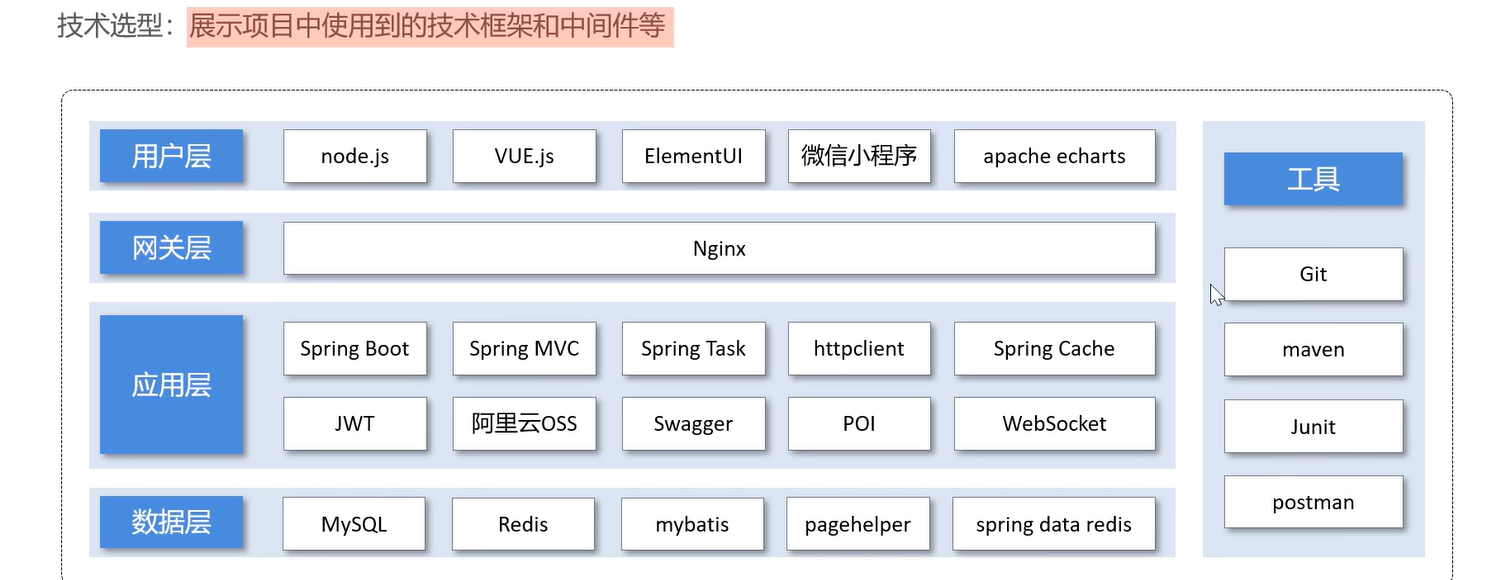 技术选型：展示项目中使用到的技术框架和中间件等
用户层 node.js VUE.js ElementUI 微信小程序 apache echarts
网关层 Nginx
应用层
Spring Boot Spring MVC Spring Task httpclient Spring Cache
JWT 阿里云OSS Swagger POI WebSocket
数据层 MySQL Redis mybatis pagehelper spring data redis
工具
Git
maven
Junit
postman